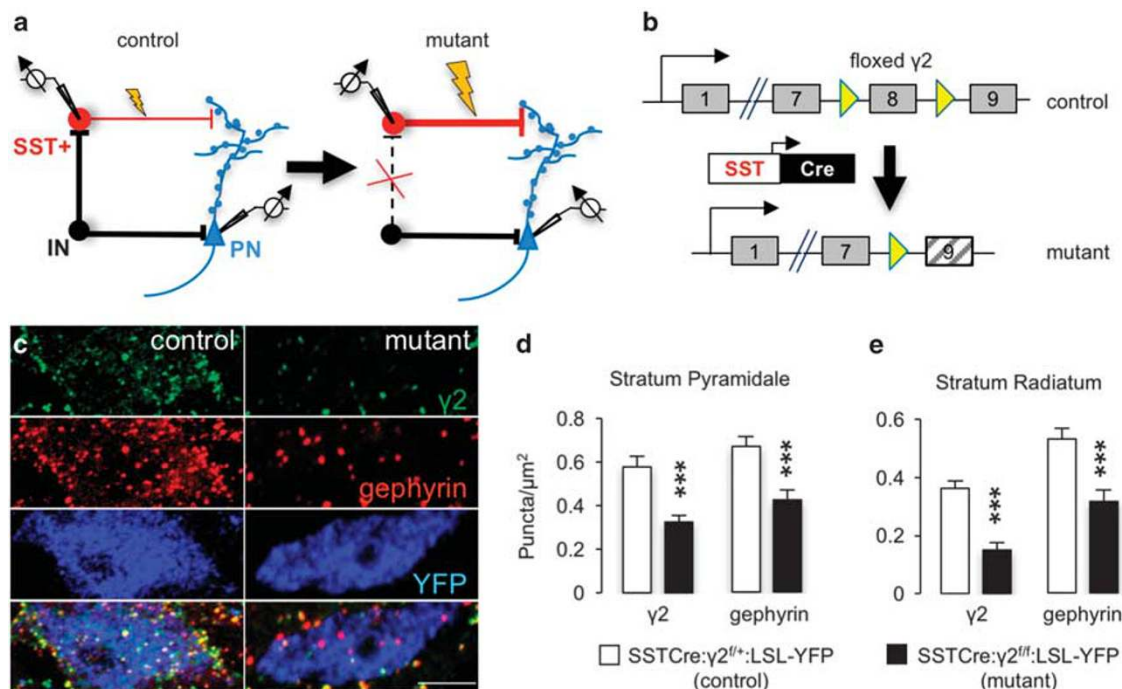 a
control
mutant
SST+
IN
PN
b
floxed γ2
1
7
8
9
control
SST
Cre
1
7
9
mutant
c
control
mutant
γ2
gephyrin
YFP
d
Stratum Pyramidale
Puncta/µm²
0.8
0.6
0.4
0.2
0
***
***
γ2
gephyrin
e
Stratum Radiatum
0.6
0.4
0.2
0
***
***
γ2
gephyrin
SSTCre:γ2f/+:LSL-YFP
(control)
SSTCre:γ2f/f:LSL-YFP
(mutant)